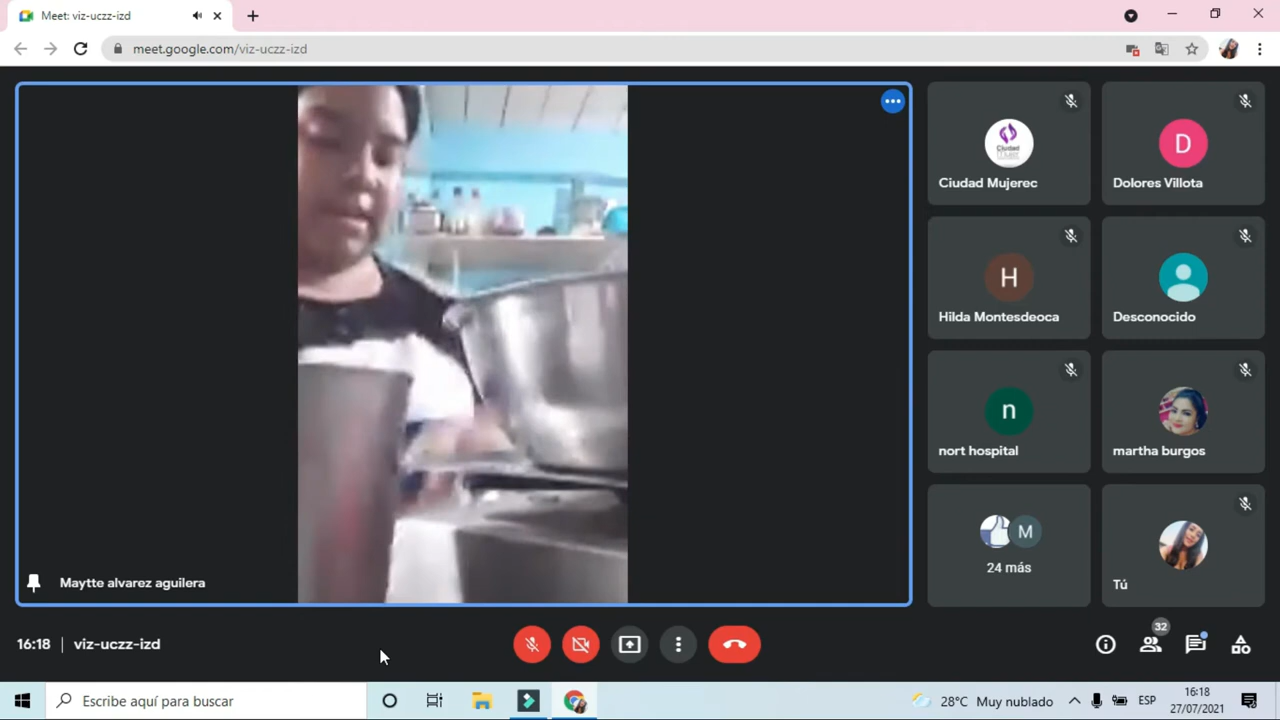 Meet: viz-uczz-izd
meet.google.com/viz-uczz-izd
Ciudad Mujerec
D
Dolores Villota
H
Hilda Montesdeoca
Desconocido
n
nort hospital
martha burgos
M
24 más
Tú
Maytte alvarez aguilera
16:18 | viz-uczz-izd
32
Escribe aquí para buscar
28°C Muy nublado
ESP
16:18
27/07/2021